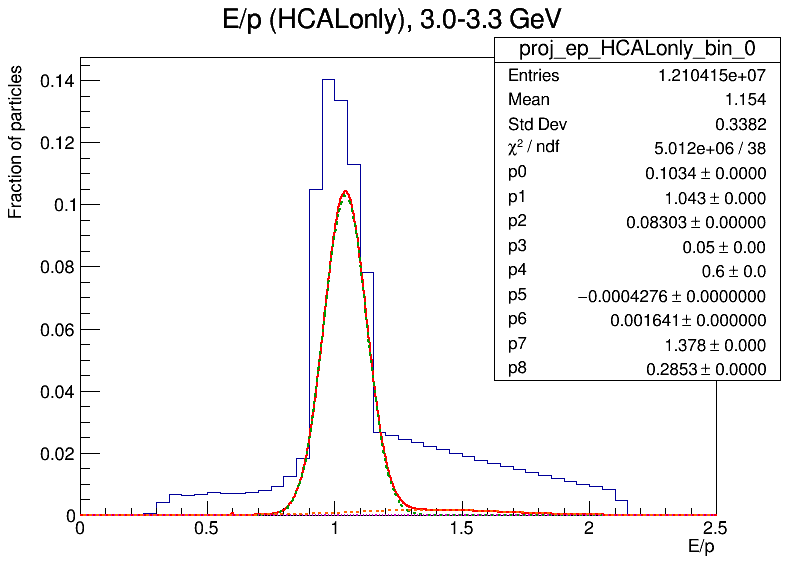 E/p (HCALonly), 3.0-3.3 GeV
proj_ep_HCALonly_bin_0
Entries 1.210415e+07
Mean 1.154
Std Dev 0.3382
χ² / ndf 5.012e+06 / 38
p0 0.1034 ± 0.0000
p1 1.043 ± 0.000
p2 0.08303 ± 0.00000
p3 0.05 ± 0.00
p4 0.6 ± 0.0
p5 −0.0004276 ± 0.0000000
p6 0.001641 ± 0.000000
p7 1.378 ± 0.000
p8 0.2853 ± 0.0000
Fraction of particles
0.14
0.12
0.1
0.08
0.06
0.04
0.02
0
0 0.5 1 1.5 2 2.5
E/p